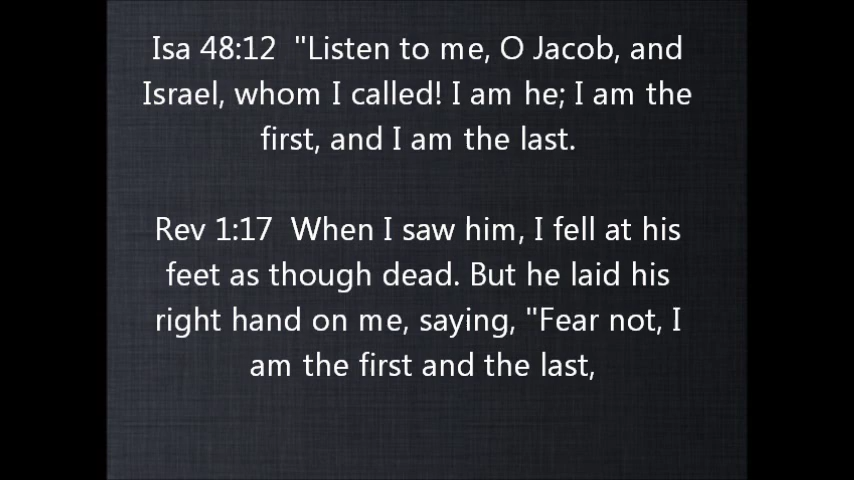 Isa 48:12  "Listen to me, O Jacob, and
Israel, whom I called! I am he; I am the
first, and I am the last.
Rev 1:17  When I saw him, I fell at his
feet as though dead. But he laid his
right hand on me, saying, "Fear not, I
am the first and the last,